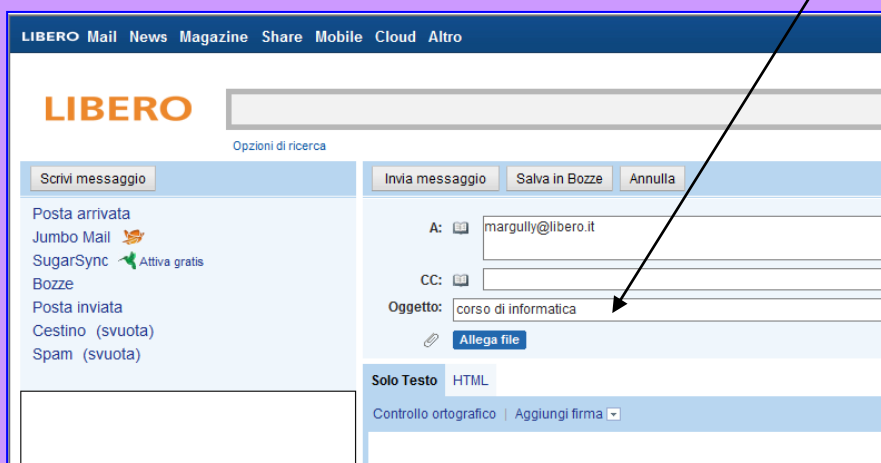 LIBERO Mail News Magazine Share Mobile Cloud Altro
LIBERO
Opzioni di ricerca
Scrivi messaggio
Invia messaggio Salva in Bozze Annulla
Posta arrivata
Jumbo Mail
SugarSync Attiva gratis
Bozze
Posta inviata
Cestino (svuota)
Spam (svuota)
A: margully@libero.it
CC:
Oggetto: corso di informatica
Allega file
Solo Testo HTML
Controllo ortografico | Aggiungi firma